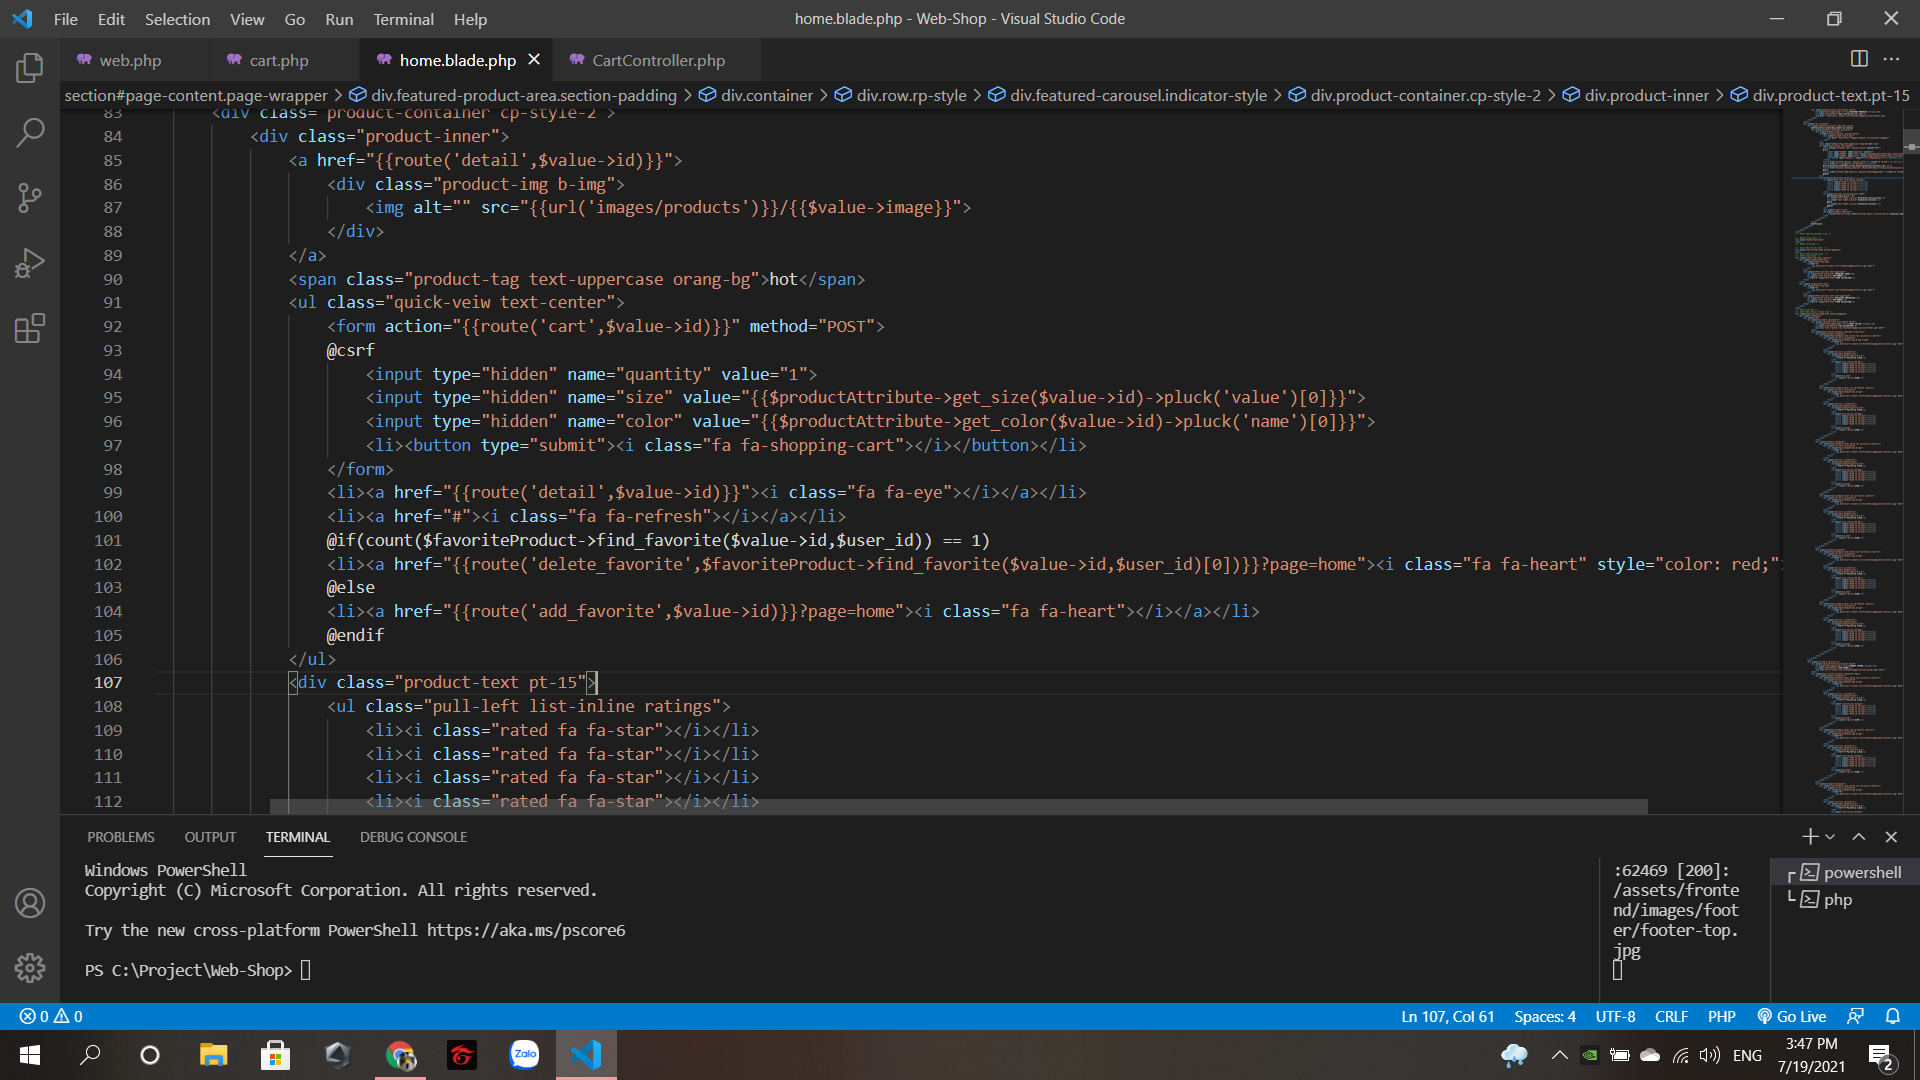 File Edit Selection View Go Run Terminal Help
home.blade.php - Web-Shop - Visual Studio Code
web.php cart.php home.blade.php CartController.php
section#page-content.page-wrapper > div.featured-product-area.section-padding > div.container > div.row.rp-style > div.featured-carousel.indicator-style > div.product-container.cp-style-2 > div.product-inner > div.product-text.pt-15
83 <div class="product-container cp-style-2">
84 <div class="product-inner">
85 <a href="{{route('detail',$value->id)}}">
86 <div class="product-img b-img">
87 <img alt="" src="{{url('images/products')}}/{{$value->image}}">
88 </div>
89 </a>
90 <span class="product-tag text-uppercase orang-bg">hot</span>
91 <ul class="quick-veiw text-center">
92 <form action="{{route('cart',$value->id)}}" method="POST">
93 @csrf
94 <input type="hidden" name="quantity" value="1">
95 <input type="hidden" name="size" value="{{$productAttribute->get_size($value->id)->pluck('value')[0]}}">
96 <input type="hidden" name="color" value="{{$productAttribute->get_color($value->id)->pluck('name')[0]}}">
97 <li><button type="submit"><i class="fa fa-shopping-cart"></i></button></li>
98 </form>
99 <li><a href="{{route('detail',$value->id)}}"><i class="fa fa-eye"></i></a></li>
100 <li><a href="#"><i class="fa fa-refresh"></i></a></li>
101 @if(count($favoriteProduct->find_favorite($value->id,$user_id)) == 1)
102 <li><a href="{{route('delete_favorite',$favoriteProduct->find_favorite($value->id,$user_id)[0])}}?page=home"><i class="fa fa-heart" style="color: red;"
103 @else
104 <li><a href="{{route('add_favorite',$value->id)}}?page=home"><i class="fa fa-heart"></i></a></li>
105 @endif
106 </ul>
107 <div class="product-text pt-15">
108 <ul class="pull-left list-inline ratings">
109 <li><i class="rated fa fa-star"></i></li>
110 <li><i class="rated fa fa-star"></i></li>
111 <li><i class="rated fa fa-star"></i></li>
112 <li><i class="rated fa fa-star"></i></li>
PROBLEMS OUTPUT TERMINAL DEBUG CONSOLE
Windows PowerShell
Copyright (C) Microsoft Corporation. All rights reserved.
Try the new cross-platform PowerShell https://aka.ms/pscore6
PS C:\Project\Web-Shop>
:62469 [200]:
/assets/fronte
nd/images/foot
er/footer-top.
jpg
powershell
php
0 0
Ln 107, Col 61 Spaces: 4 UTF-8 CRLF PHP Go Live
Zalo
ENG
3:47 PM
7/19/2021
2